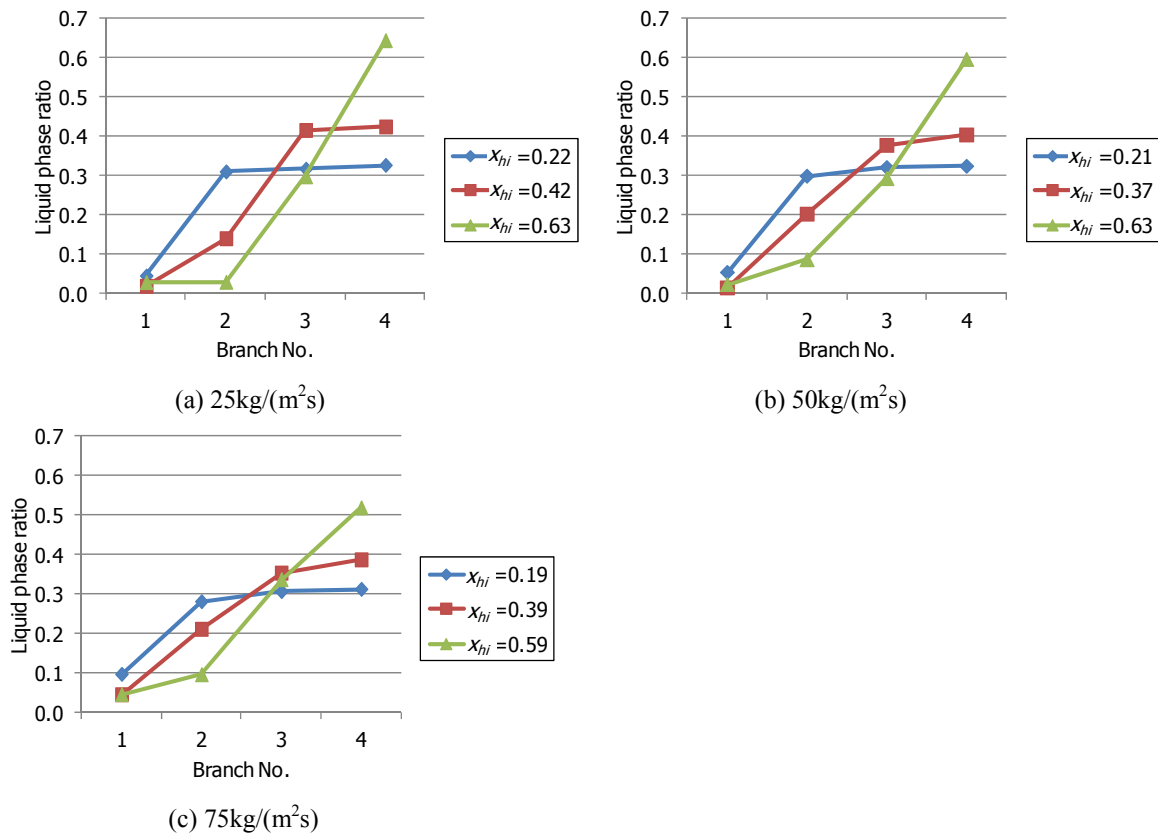 0.7
0.6
0.5
0.4
0.3
0.2
0.1
0.0
Liquid phase ratio
1 2 3 4
Branch No.
x_hi =0.22
x_hi =0.42
x_hi =0.63
(a) 25kg/(m²s)
0.7
0.6
0.5
0.4
0.3
0.2
0.1
0.0
Liquid phase ratio
1 2 3 4
Branch No.
x_hi =0.21
x_hi =0.37
x_hi =0.63
(b) 50kg/(m²s)
0.7
0.6
0.5
0.4
0.3
0.2
0.1
0.0
Liquid phase ratio
1 2 3 4
Branch No.
x_hi =0.19
x_hi =0.39
x_hi =0.59
(c) 75kg/(m²s)